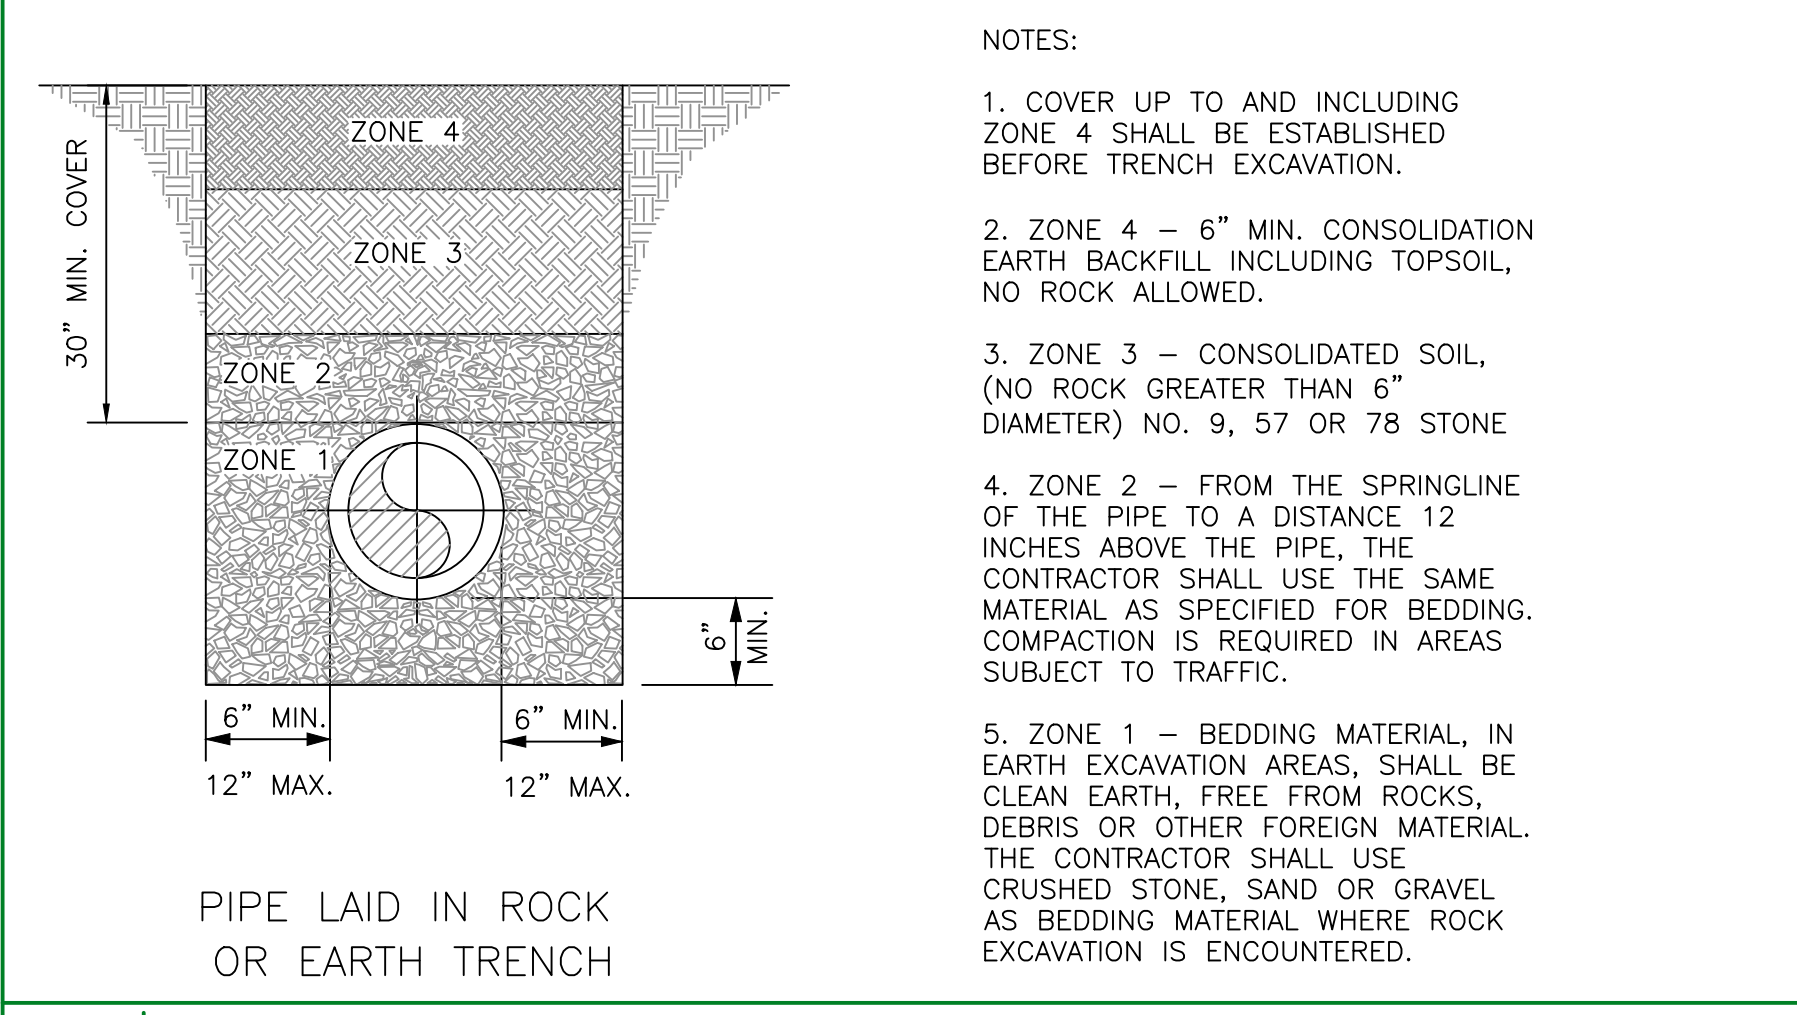 ZONE 4
ZONE 3
ZONE 2
ZONE 1
30” MIN. COVER
6”
MIN.
6” MIN.
12” MAX.
6” MIN.
12” MAX.
PIPE LAID IN ROCK
OR EARTH TRENCH
NOTES:
1. COVER UP TO AND INCLUDING
ZONE 4 SHALL BE ESTABLISHED
BEFORE TRENCH EXCAVATION.
2. ZONE 4 – 6” MIN. CONSOLIDATION
EARTH BACKFILL INCLUDING TOPSOIL,
NO ROCK ALLOWED.
3. ZONE 3 – CONSOLIDATED SOIL,
(NO ROCK GREATER THAN 6”
DIAMETER) NO. 9, 57 OR 78 STONE
4. ZONE 2 – FROM THE SPRINGLINE
OF THE PIPE TO A DISTANCE 12
INCHES ABOVE THE PIPE, THE
CONTRACTOR SHALL USE THE SAME
MATERIAL AS SPECIFIED FOR BEDDING.
COMPACTION IS REQUIRED IN AREAS
SUBJECT TO TRAFFIC.
5. ZONE 1 – BEDDING MATERIAL, IN
EARTH EXCAVATION AREAS, SHALL BE
CLEAN EARTH, FREE FROM ROCKS,
DEBRIS OR OTHER FOREIGN MATERIAL.
THE CONTRACTOR SHALL USE
CRUSHED STONE, SAND OR GRAVEL
AS BEDDING MATERIAL WHERE ROCK
EXCAVATION IS ENCOUNTERED.